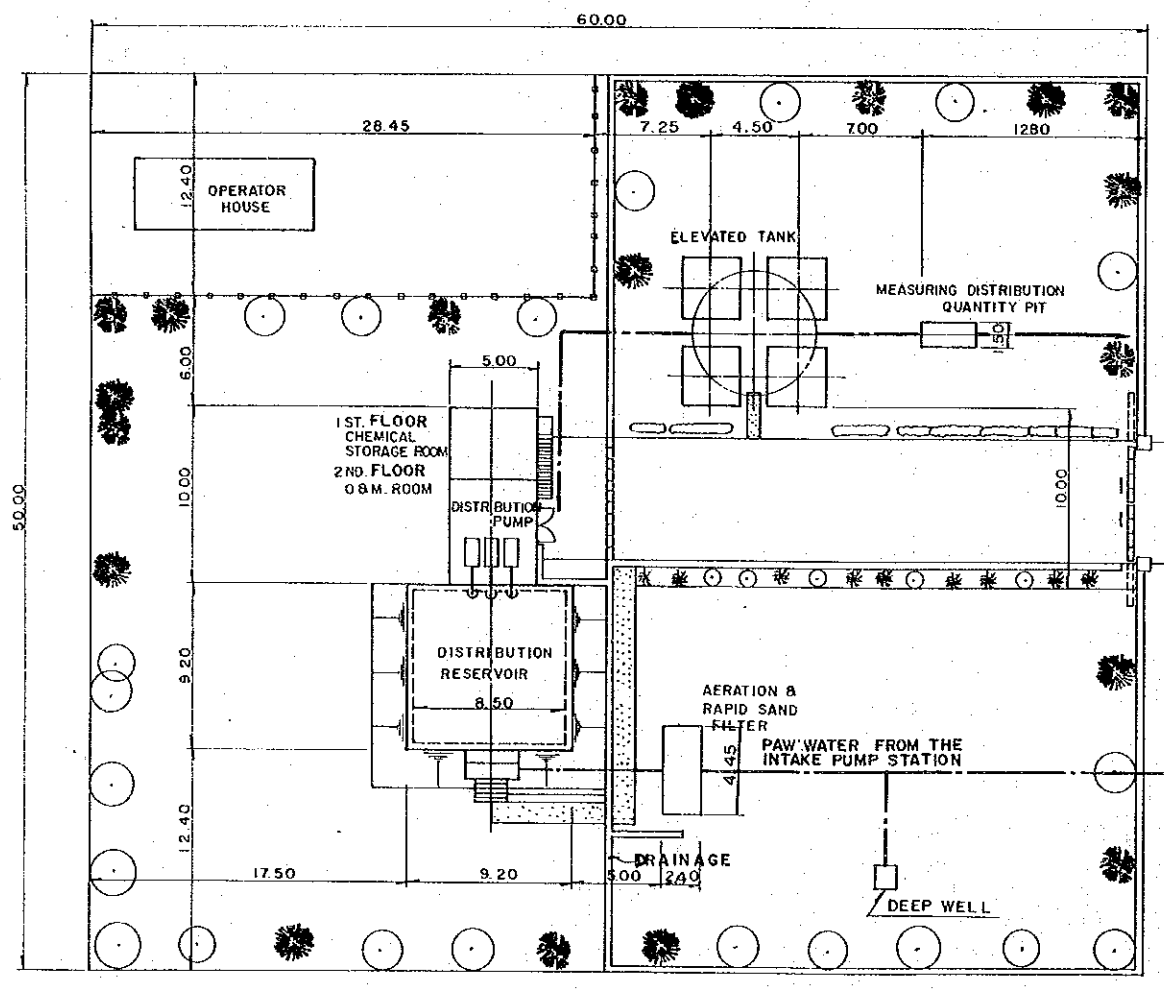 60.00
28.45
7.25
4.50
7.00
1280
12.40
OPERATOR
HOUSE
ELEVATED TANK
MEASURING DISTRIBUTION
QUANTITY PIT
1.50
6.00
5.00
1 ST. FLOOR
CHEMICAL
STORAGE ROOM
2ND. FLOOR
O & M. ROOM
DISTRIBUTION
PUMP
50.00
10.00
10.00
DISTRIBUTION
RESERVOIR
8.50
9.20
AERATION &
RAPID SAND
FILTER
4.45
PAW WATER FROM THE
INTAKE PUMP STATION
12.40
DRAINAGE
17.50
9.20
5.00
2.40
DEEP WELL